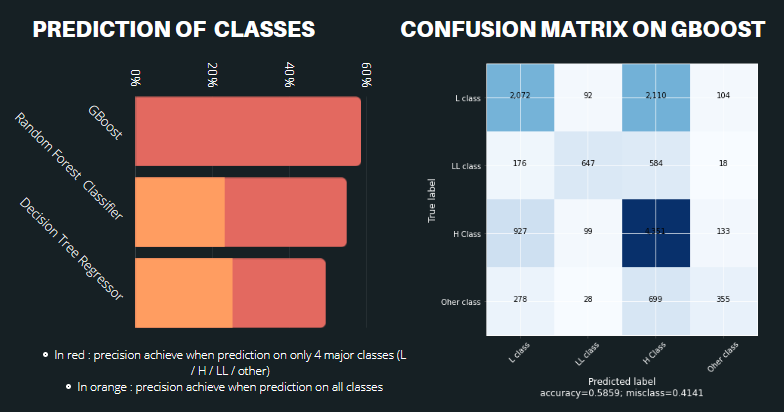 PREDICTION OF CLASSES
0%
20%
40%
60%
GBoost
Random Forest Classifier
Decision Tree Regressor
In red : precision achieve when prediction on only 4 major classes (L
/ H / LL / other)
In orange : precision achieve when prediction on all classes
CONFUSION MATRIX ON GBOOST
True label
L class
2,072
92
2,110
104
LL class
176
647
584
18
H Class
927
99
133
Oher class
278
28
699
355
L class
LL class
H Class
Oher class
Predicted label
accuracy=0.5859; misclass=0.4141